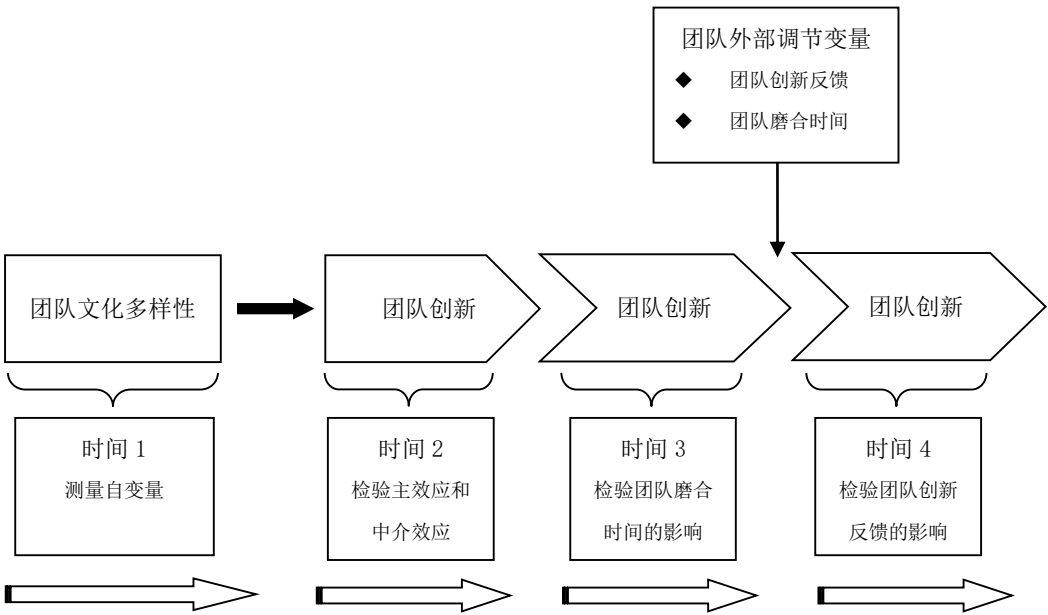 团队外部调节变量
◆ 团队创新反馈
◆ 团队磨合时间
团队文化多样性
团队创新
团队创新
团队创新
时间 1
测量自变量
时间 2
检验主效应和
中介效应
时间 3
检验团队磨合
时间的影响
时间 4
检验团队创新
反馈的影响